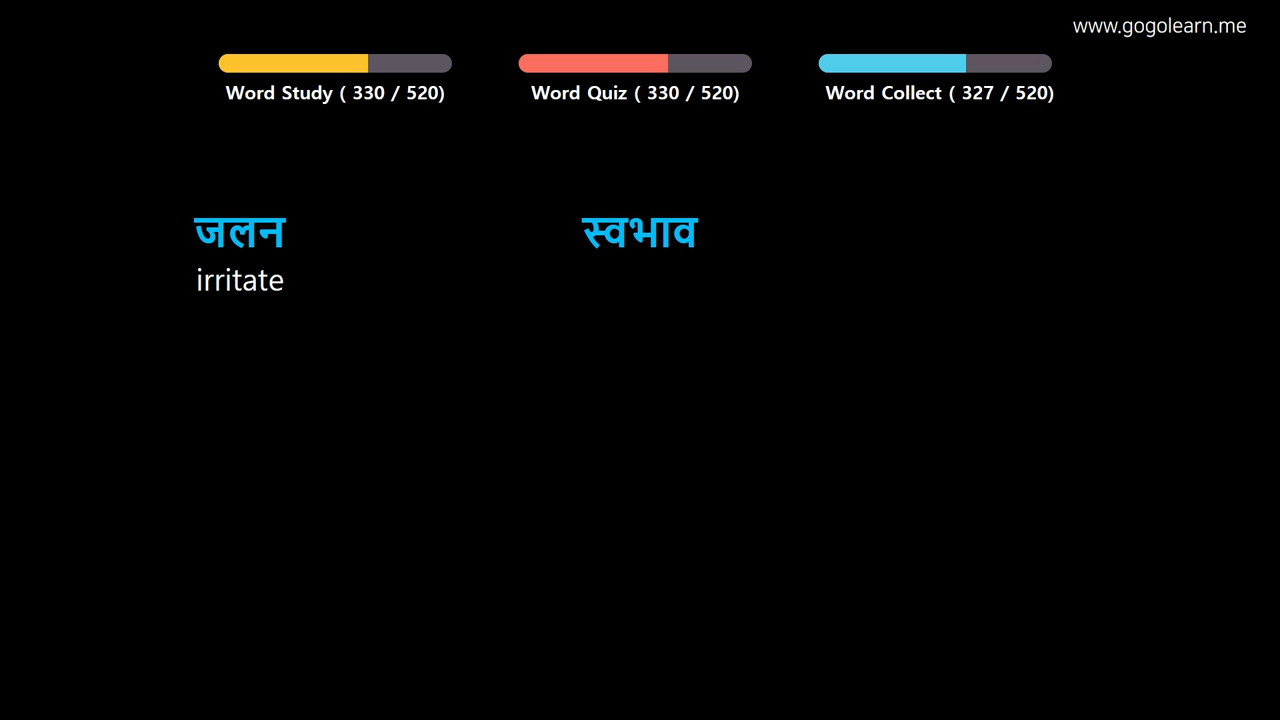 www.gogolearn.me
Word Study ( 330 / 520)
Word Quiz ( 330 / 520)
Word Collect ( 327 / 520)
जलन
स्वभाव
irritate